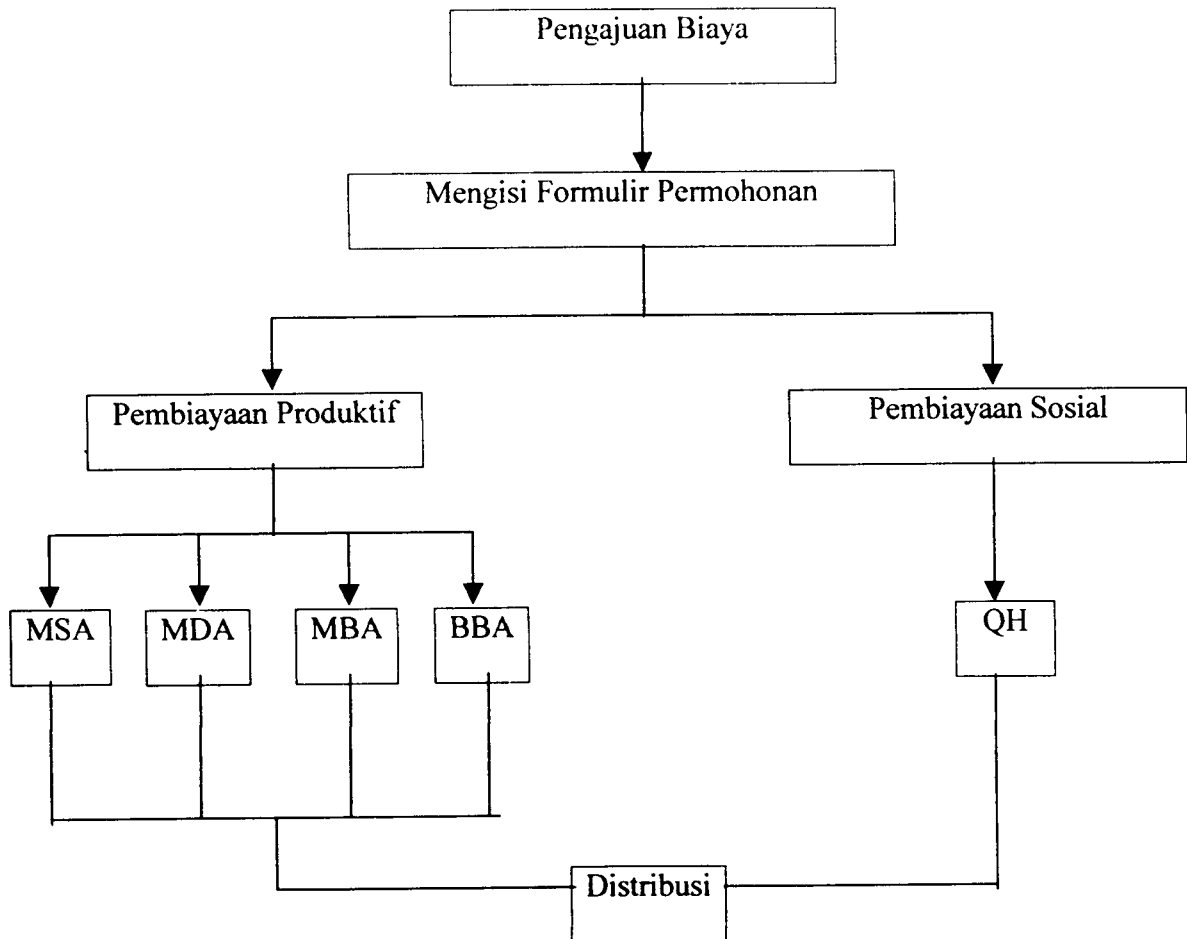 Pengajuan Biaya
Mengisi Formulir Permohonan
Pembiayaan Produktif
Pembiayaan Sosial
MSA
MDA
MBA
BBA
QH
Distribusi